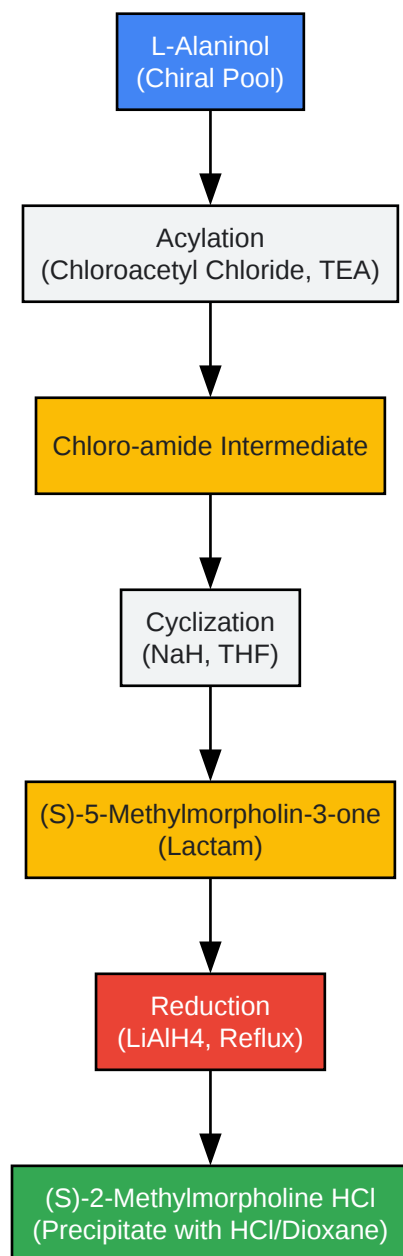 L-Alaninol
(Chiral Pool)
Acylation
(Chloroacetyl Chloride, TEA)
Chloro-amide Intermediate
Cyclization
(NaH, THF)
(S)-5-Methylmorpholin-3-one
(Lactam)
Reduction
(LiAlH4, Reflux)
(S)-2-Methylmorpholine HCl
(Precipitate with HCl/Dioxane)